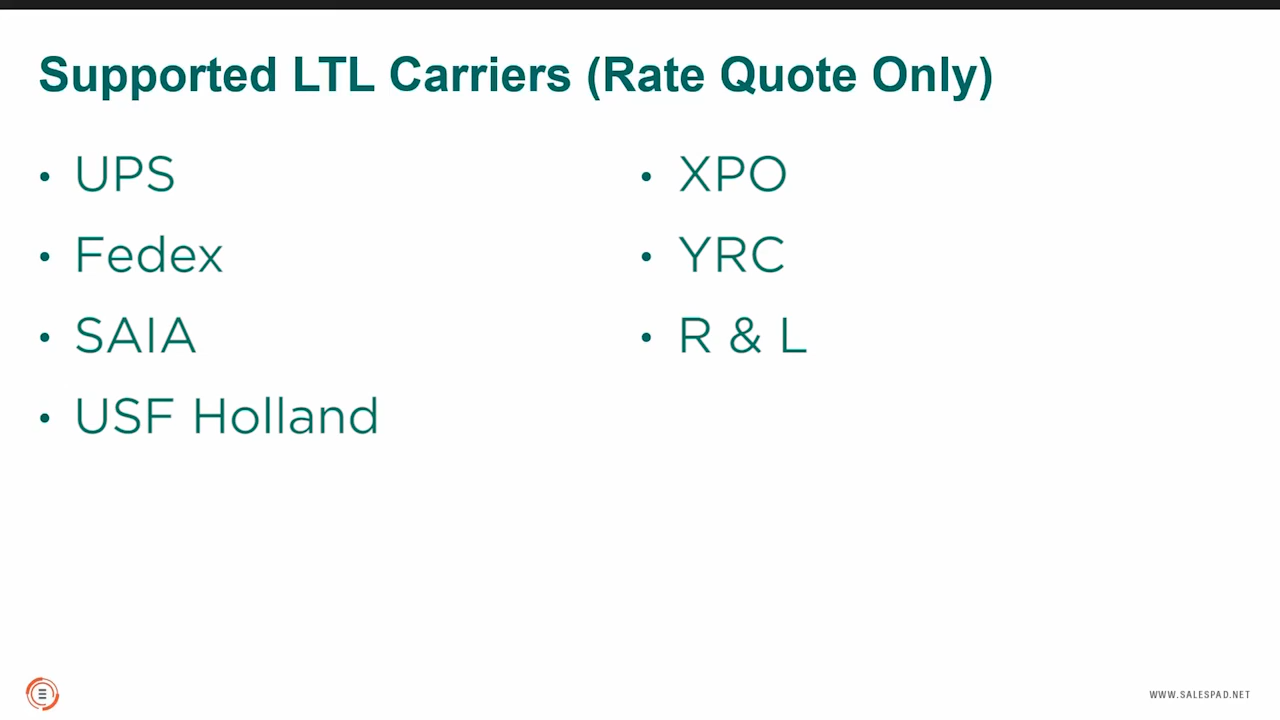 Supported LTL Carriers (Rate Quote Only)
• UPS
• Fedex
• SAIA
• USF Holland
• XPO
• YRC
• R & L
WWW.SALESPAD.NET